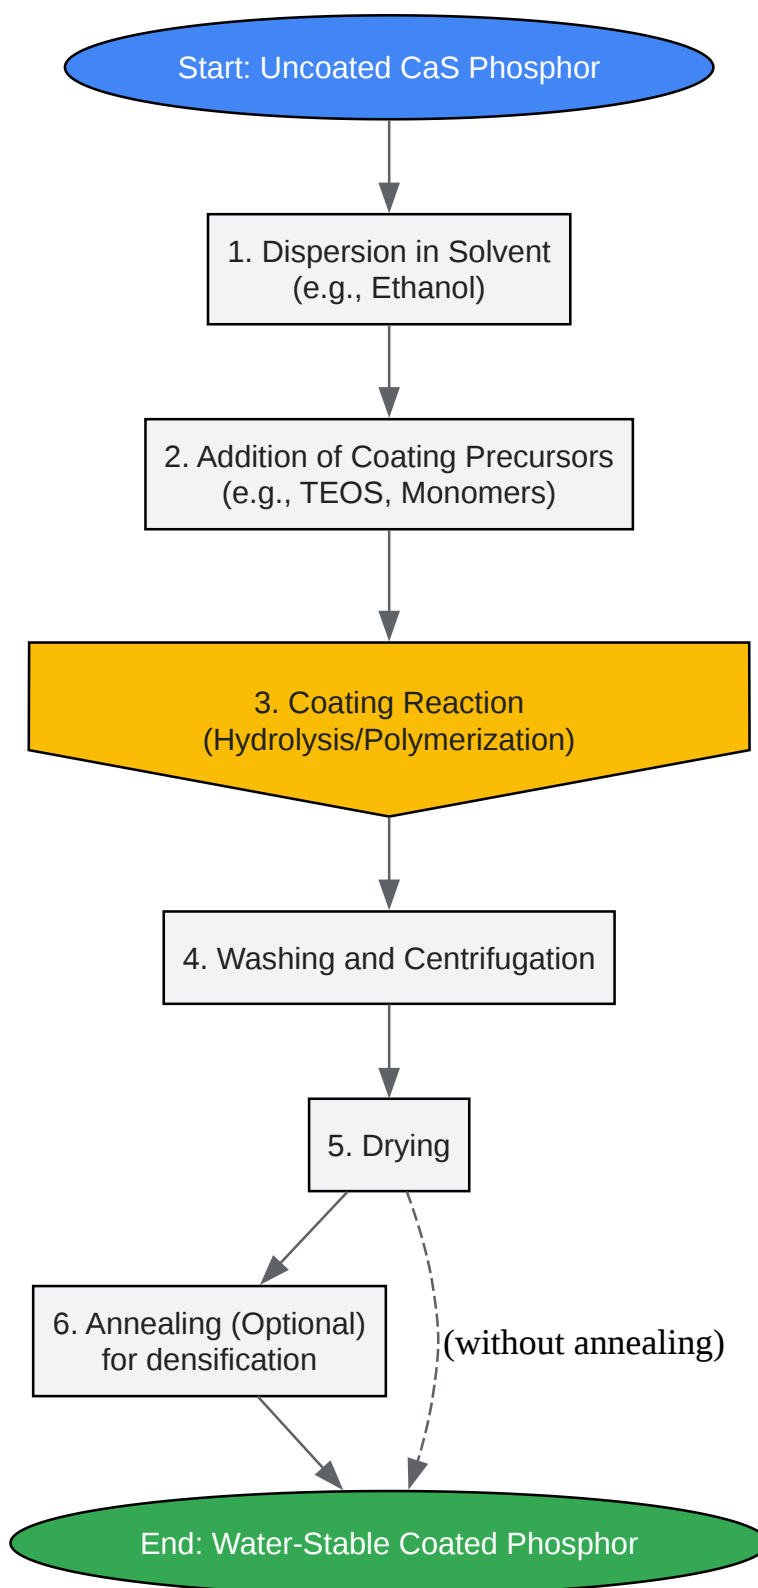 Start: Uncoated CaS Phosphor
1. Dispersion in Solvent
(e.g., Ethanol)
2. Addition of Coating Precursors
(e.g., TEOS, Monomers)
3. Coating Reaction
(Hydrolysis/Polymerization)
4. Washing and Centrifugation
5. Drying
6. Annealing (Optional)
for densification
(without annealing)
End: Water-Stable Coated Phosphor